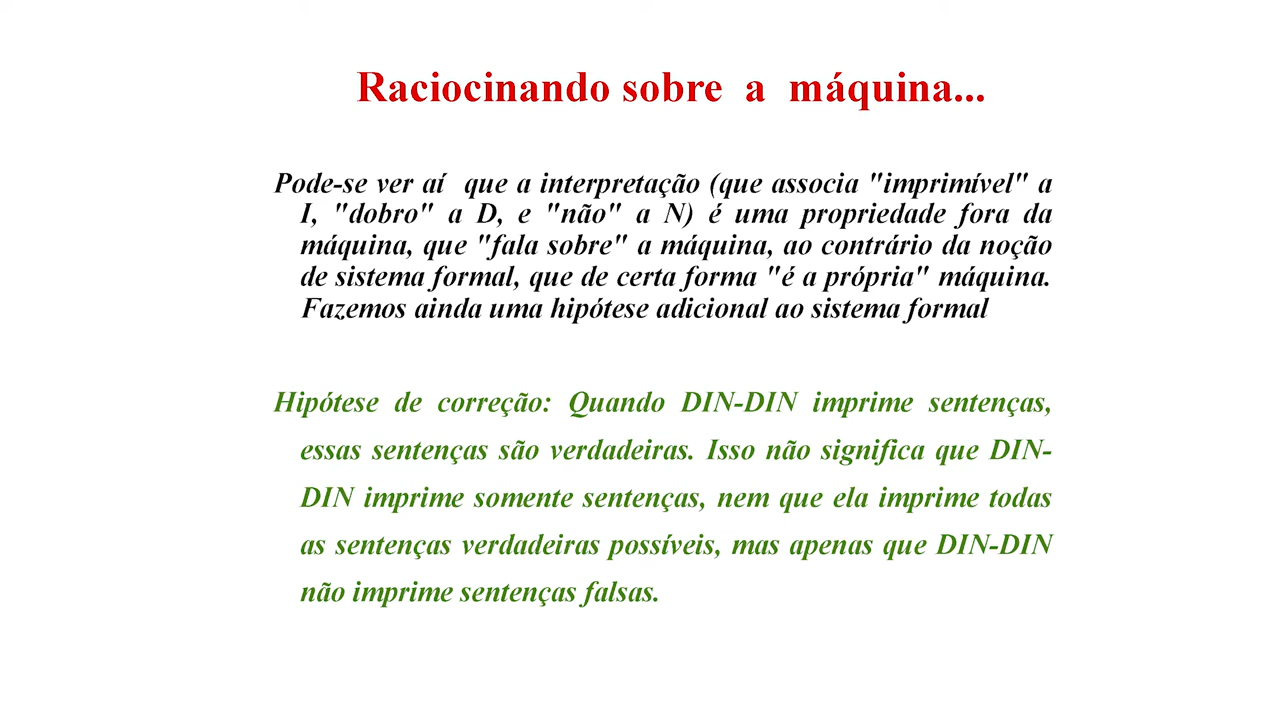 Raciocinando sobre a máquina...
Pode-se ver aí que a interpretação (que associa "imprimível" a
I, "dobro" a D, e "não" a N) é uma propriedade fora da
máquina, que "fala sobre" a máquina, ao contrário da noção
de sistema formal, que de certa forma "é a própria" máquina.
Fazemos ainda uma hipótese adicional ao sistema formal
Hipótese de correção: Quando DIN-DIN imprime sentenças,
essas sentenças são verdadeiras. Isso não significa que DIN-
DIN imprime somente sentenças, nem que ela imprime todas
as sentenças verdadeiras possíveis, mas apenas que DIN-DIN
não imprime sentenças falsas.